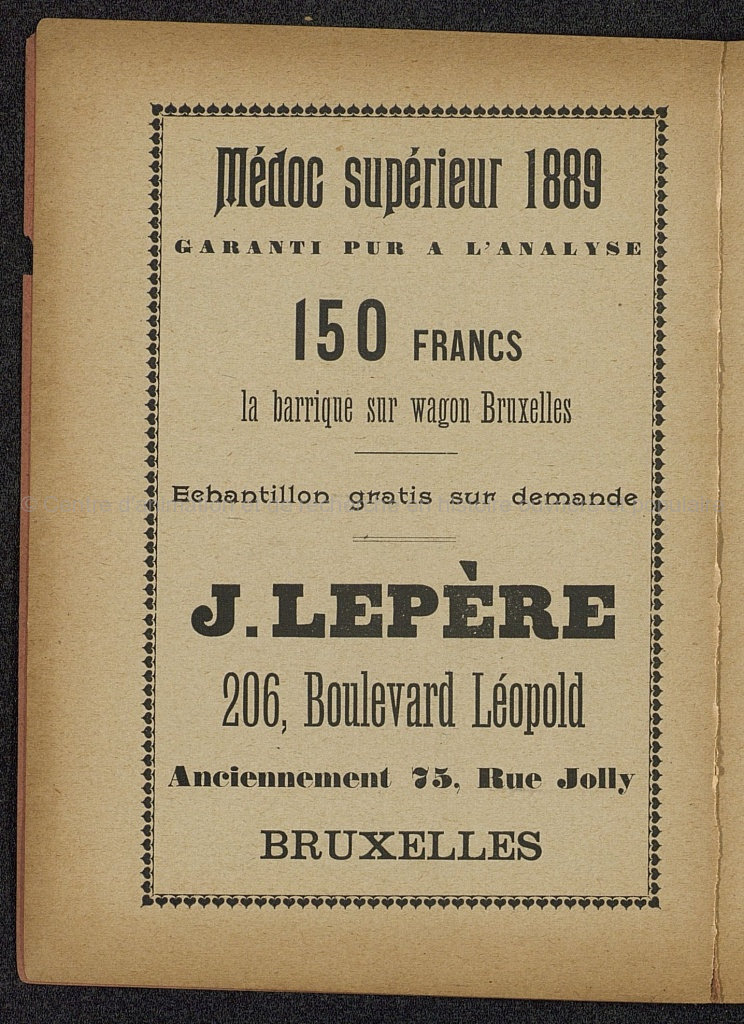 Médoc supérieur 1889
GARANTI PUR A L'ANALYSE
150 FRANCS
la barrique sur wagon Bruxelles
Echantillon gratis sur demande
J. LEPÈRE
206, Boulevard Léopold
Anciennement 75, Rue Jolly
BRUXELLES